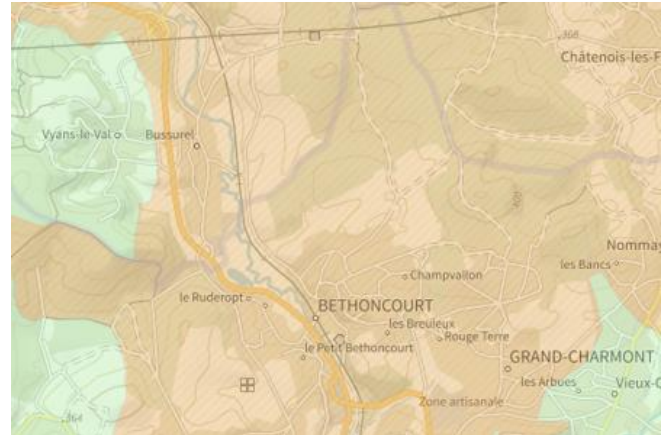 368
Châtenois-les-F
Vyans-le-Val
Bussurel
Nommay
les Bancs
Champvallon
le Ruderopt
BETHONCOURT
les Breuleux
Rouge Terre
le Petit Bethoncourt
GRAND-CHARMONT
les Arbues
Vieux-C
Zone artisanale
364